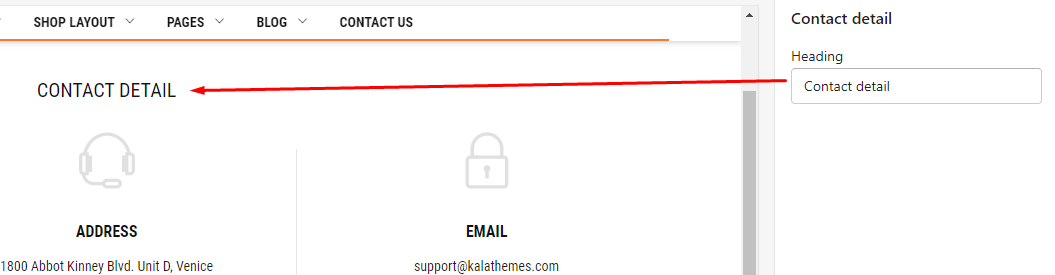 SHOP LAYOUT PAGES BLOG CONTACT US
CONTACT DETAIL
ADDRESS
1800 Abbot Kinney Blvd. Unit D, Venice
EMAIL
support@kalathemes.com
Contact detail
Heading
Contact detail